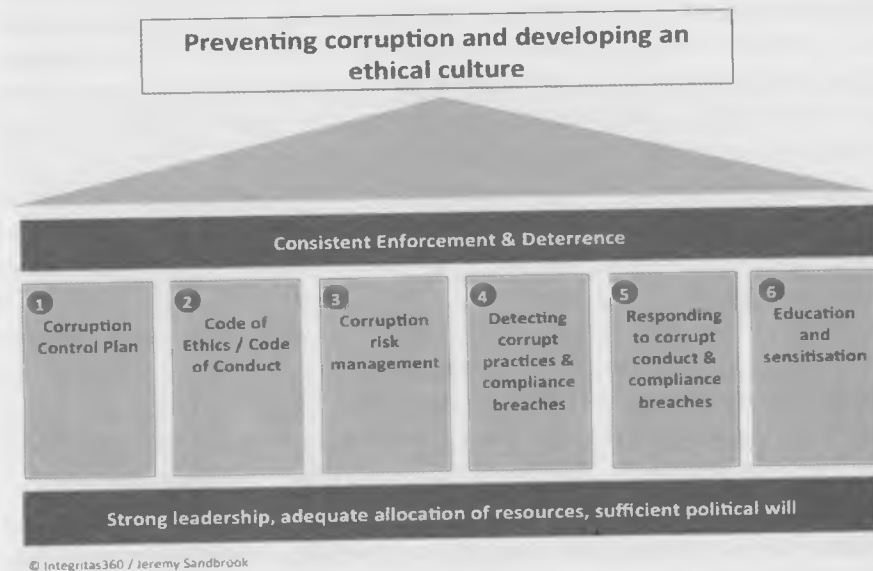 Preventing corruption and developing an
ethical culture
Consistent Enforcement & Deterrence
1
Corruption
Control Plan
2
Code of
Ethics / Code
of Conduct
3
Corruption
risk
management
4
Detecting
corrupt
practices &
compliance
breaches
5
Responding
to corrupt
conduct &
compliance
breaches
6
Education
and
sensitisation
Strong leadership, adequate allocation of resources, sufficient political will
© Integritas360 / Jeremy Sandbrook